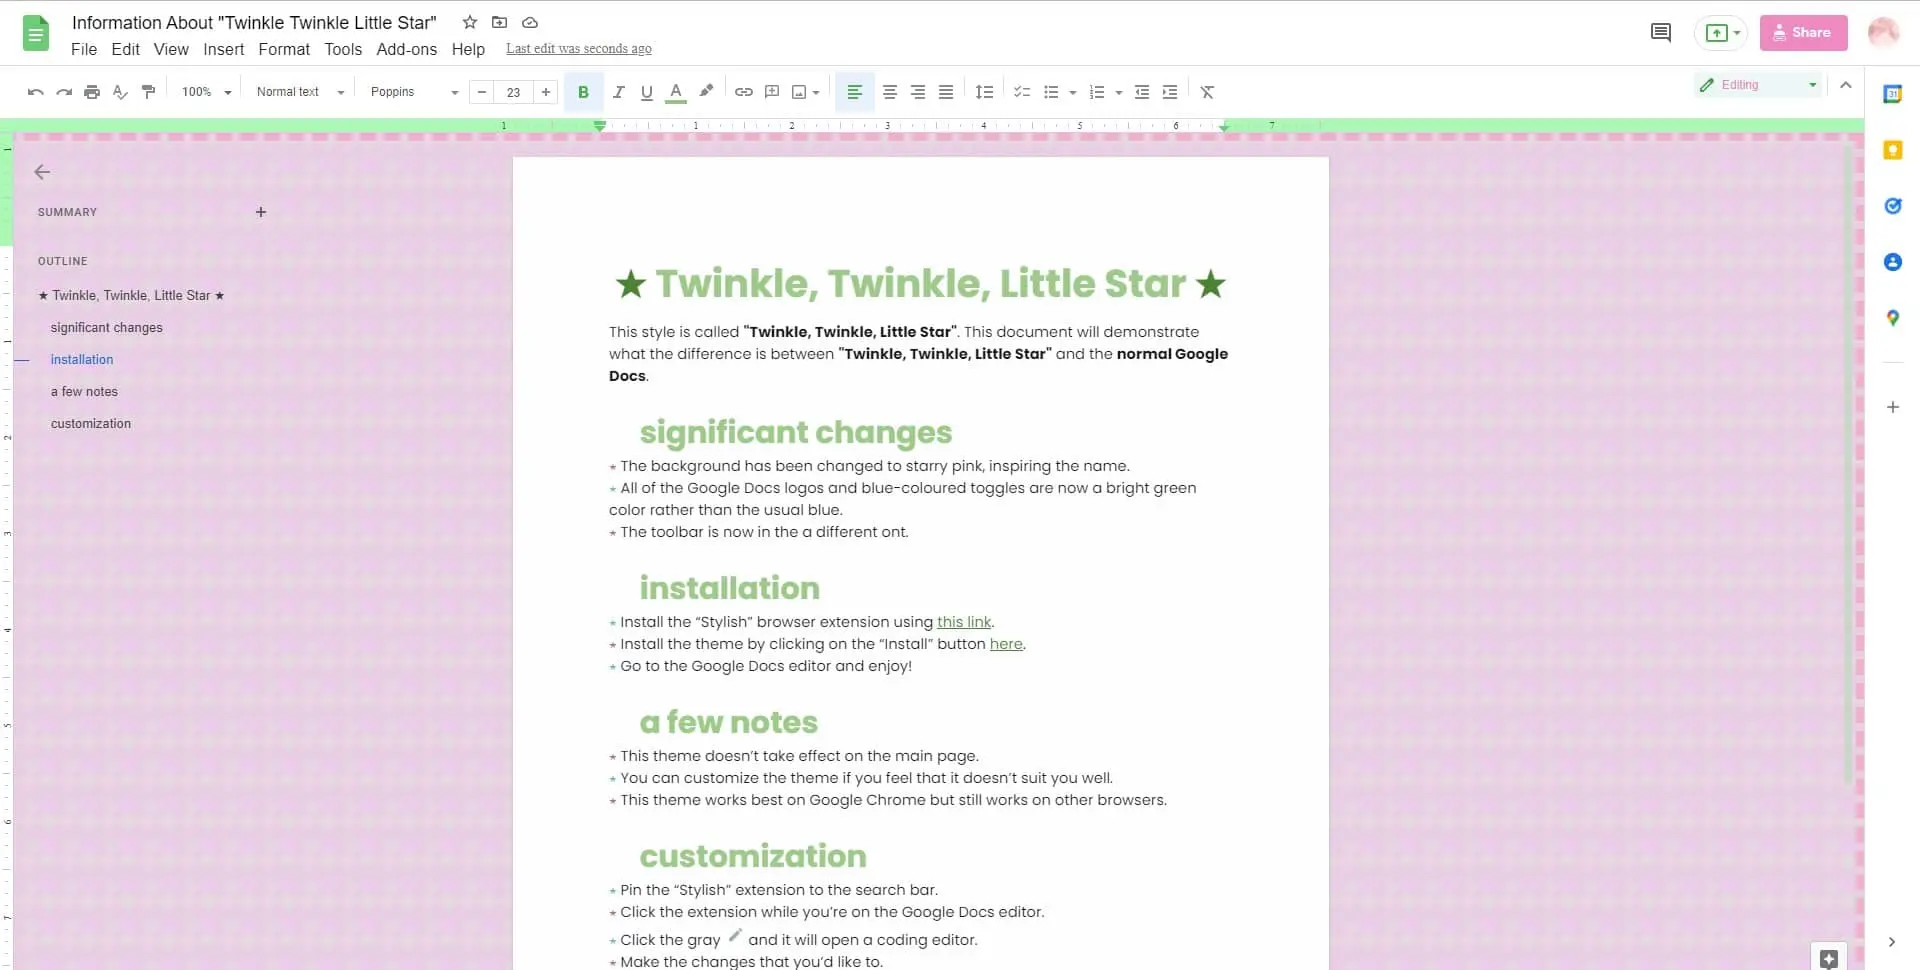 Information About "Twinkle Twinkle Little Star"
File Edit View Insert Format Tools Add-ons Help Last edit was seconds ago
Share
100% Normal text Poppins − 23 + B I U A
Editing
31
1 1 2 3 4 5 6 7
SUMMARY +
OUTLINE
★ Twinkle, Twinkle, Little Star ★
significant changes
installation
a few notes
customization
1
1
2
3
4
5
6
7
★ Twinkle, Twinkle, Little Star ★
This style is called "Twinkle, Twinkle, Little Star". This document will demonstrate
what the difference is between "Twinkle, Twinkle, Little Star" and the normal Google
Docs.
significant changes
⋆ The background has been changed to starry pink, inspiring the name.
⋆ All of the Google Docs logos and blue-coloured toggles are now a bright green
color rather than the usual blue.
⋆ The toolbar is now in the a different ont.
installation
⋆ Install the “Stylish” browser extension using this link.
⋆ Install the theme by clicking on the “Install” button here.
⋆ Go to the Google Docs editor and enjoy!
a few notes
⋆ This theme doesn’t take effect on the main page.
⋆ You can customize the theme if you feel that it doesn’t suit you well.
⋆ This theme works best on Google Chrome but still works on other browsers.
customization
⋆ Pin the “Stylish” extension to the search bar.
⋆ Click the extension while you’re on the Google Docs editor.
⋆ Click the gray and it will open a coding editor.
⋆ Make the changes that you’d like to.